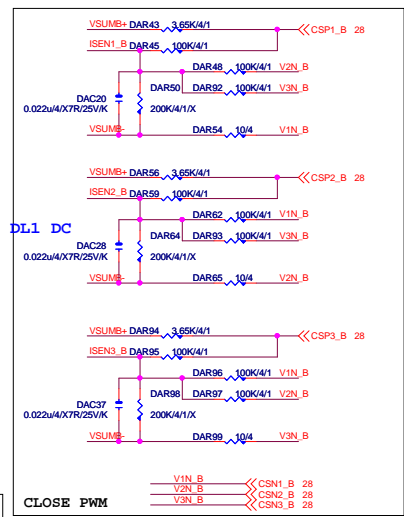 VSUMB+ DAR43 3.65K/4/1 CSP1_B 28
ISEN1_B DAR45 100K/4/1
DAR48 100K/4/1 V2N_B
DAC20 DAR50 DAR92 100K/4/1 V3N_B
0.022u/4/X7R/25V/K 200K/4/1/X
VSUMB- DAR54 10/4 V1N_B
VSUMB+ DAR56 3.65K/4/1 CSP2_B 28
ISEN2_B DAR59 100K/4/1
DAR62 100K/4/1 V1N_B
DL1 DC
DAC28 DAR64 DAR93 100K/4/1 V3N_B
0.022u/4/X7R/25V/K 200K/4/1/X
VSUMB- DAR65 10/4 V2N_B
VSUMB+ DAR94 3.65K/4/1 CSP3_B 28
ISEN3_B DAR95 100K/4/1
DAR96 100K/4/1 V1N_B
DAC37 DAR98 DAR97 100K/4/1 V2N_B
0.022u/4/X7R/25V/K 200K/4/1/X
VSUMB- DAR99 10/4 V3N_B
V1N_B CSN1_B 28
V2N_B CSN2_B 28
V3N_B CSN3_B 28
CLOSE PWM